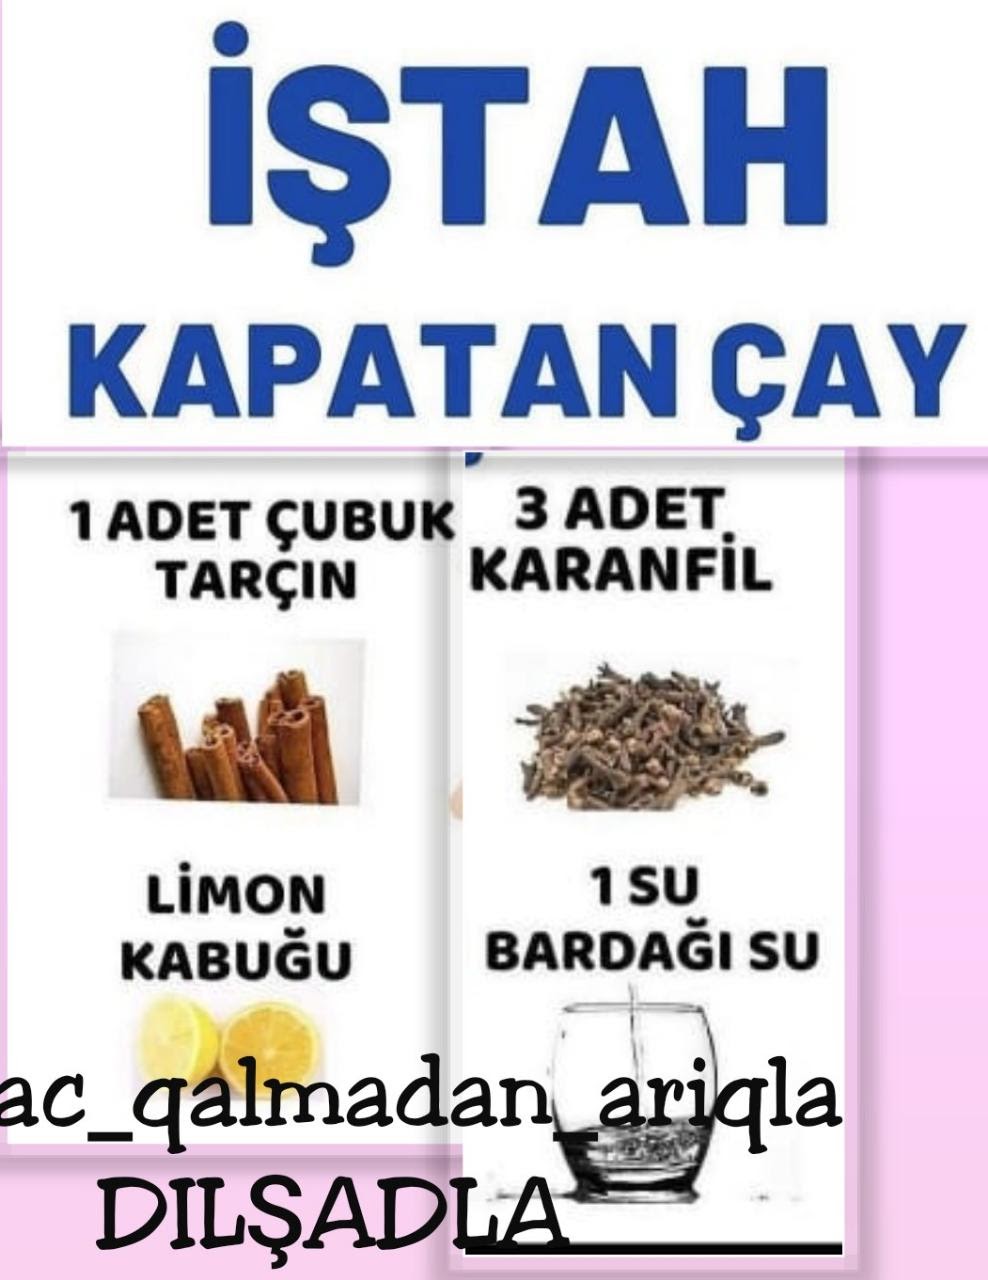 İŞTAH
KAPATAN ÇAY
1 ADET ÇUBUK
TARÇIN
3 ADET
KARANFİL
LİMON
KABUĞU
1 SU
BARDAĞI SU
ac_qalmadan_ariqla
DILŞADLA